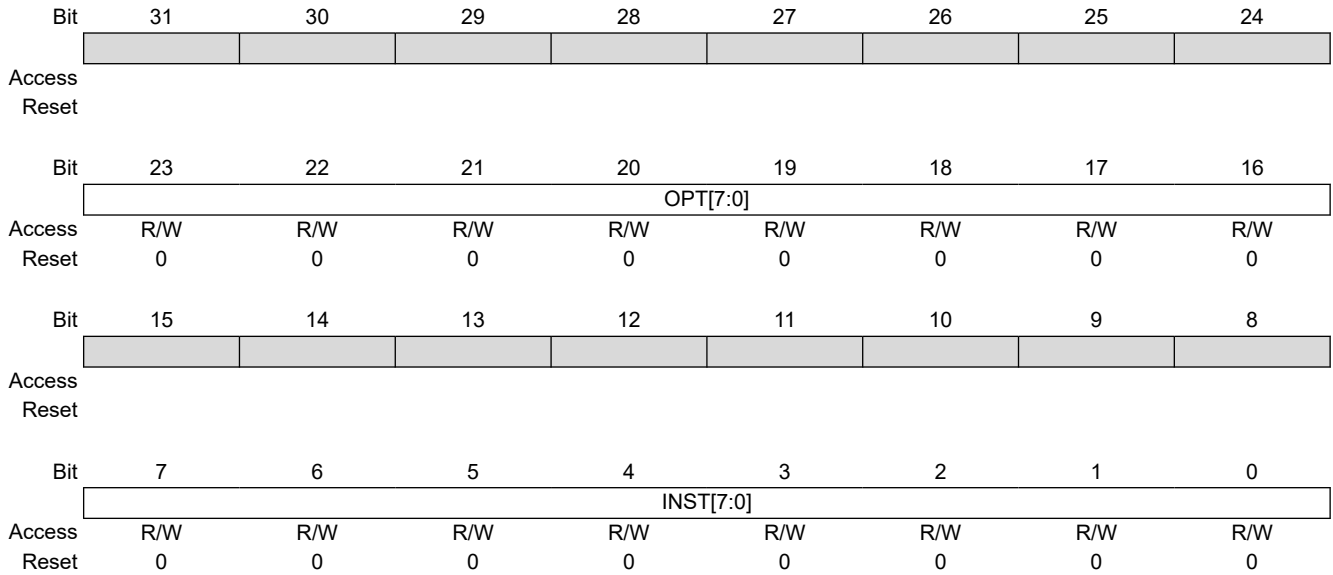 Bit 31 30 29 28 27 26 25 24
Access
Reset
Bit 23 22 21 20 19 18 17 16
OPT[7:0]
Access R/W R/W R/W R/W R/W R/W R/W R/W
Reset 0 0 0 0 0 0 0 0
Bit 15 14 13 12 11 10 9 8
Access
Reset
Bit 7 6 5 4 3 2 1 0
INST[7:0]
Access R/W R/W R/W R/W R/W R/W R/W R/W
Reset 0 0 0 0 0 0 0 0